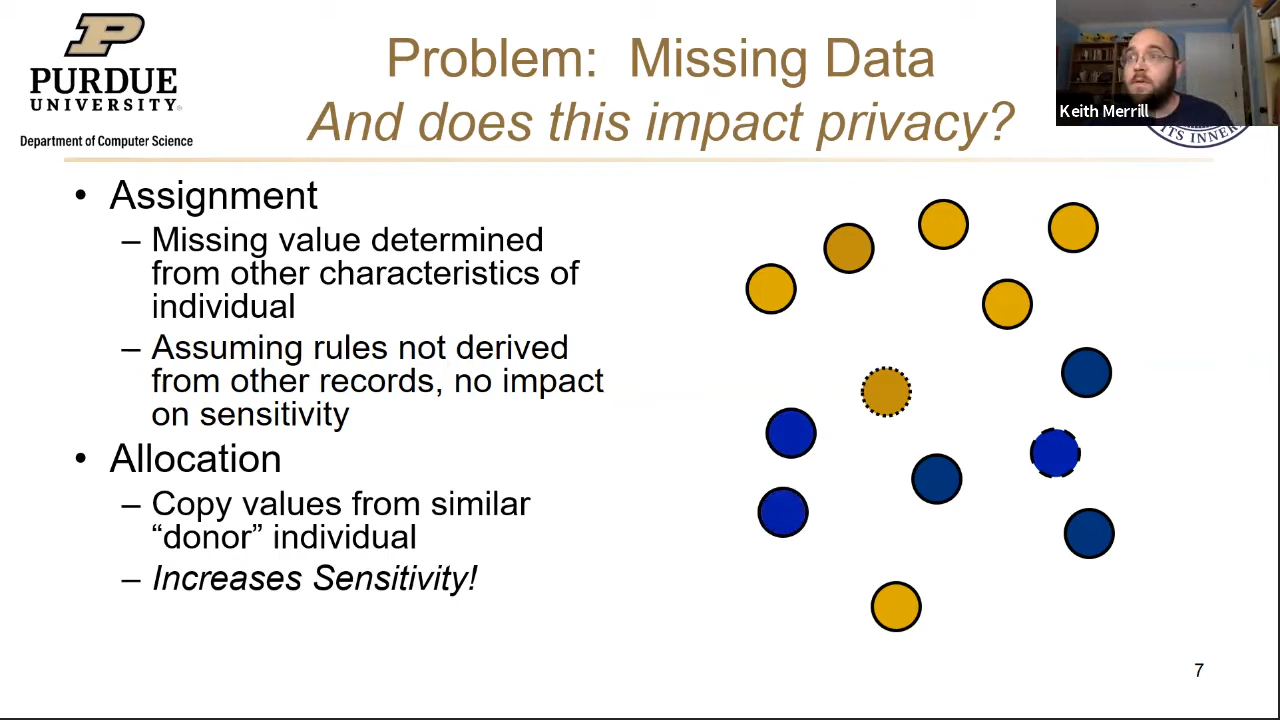 PURDUE
UNIVERSITY®
Department of Computer Science
Problem: Missing Data
And does this impact privacy?
Keith Merrill
ITS INNER
• Assignment
– Missing value determined
from other characteristics of
individual
– Assuming rules not derived
from other records, no impact
on sensitivity
• Allocation
– Copy values from similar
“donor” individual
– Increases Sensitivity!
7